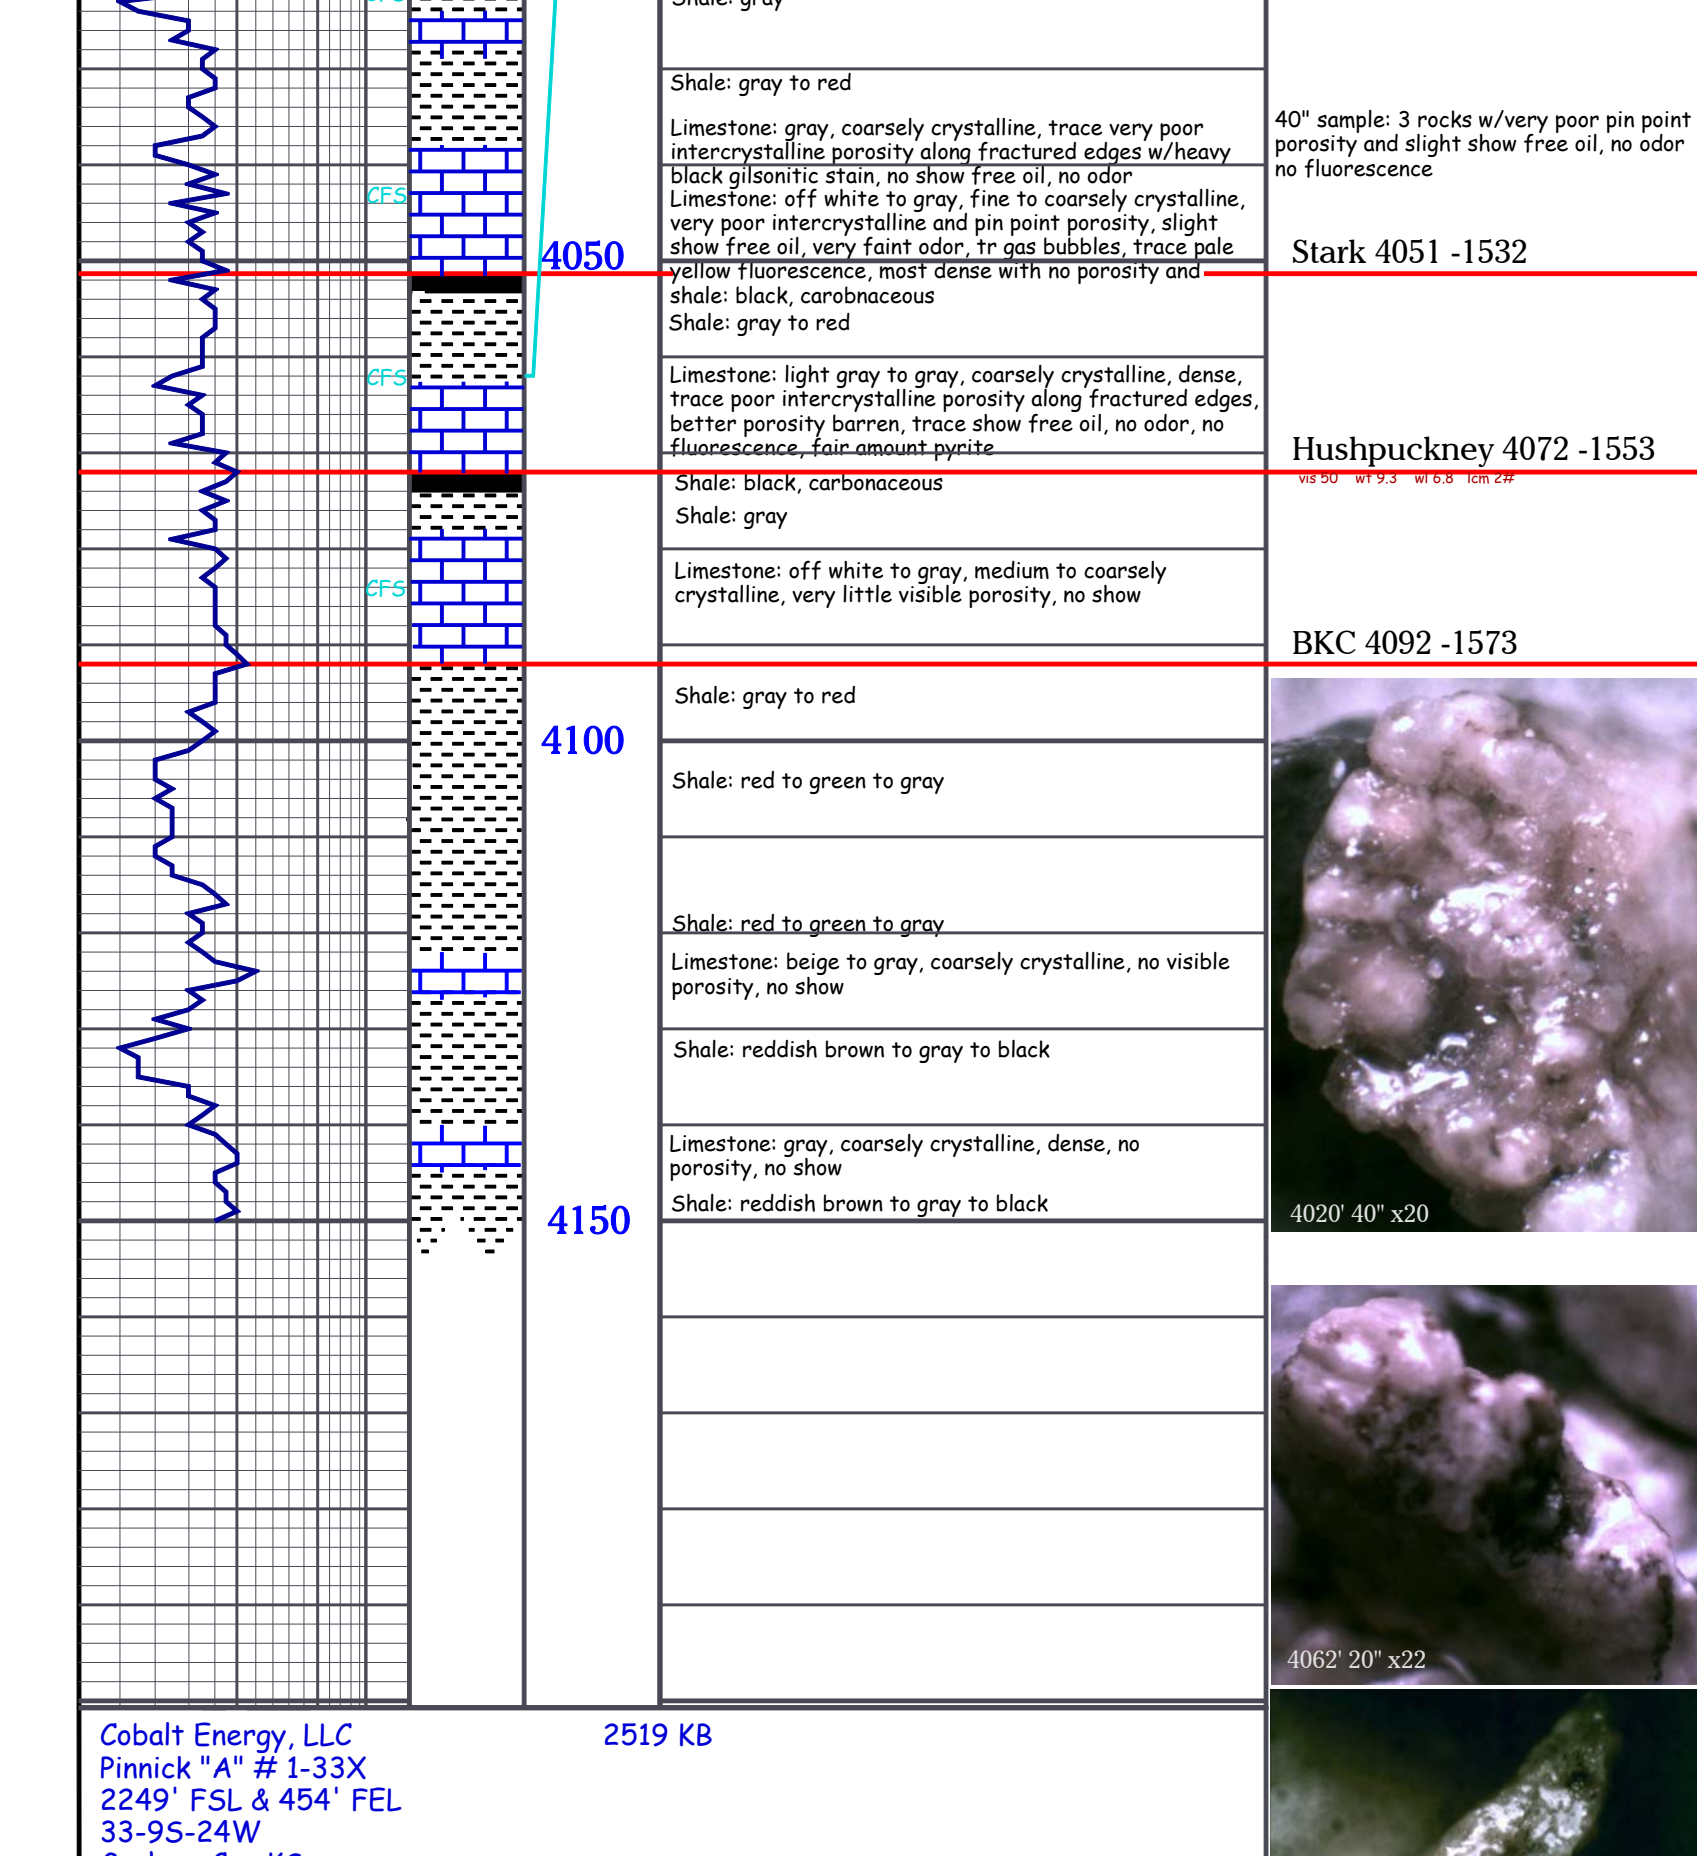 Shale: gray
Shale: gray to red
Limestone: gray, coarsely crystalline, trace very poor
intercrystalline porosity along fractured edges w/heavy
black gilsonitic stain, no show free oil, no odor
Limestone: off white to gray, fine to coarsely crystalline,
very poor intercrystalline and pin point porosity, slight
show free oil, very faint odor, tr gas bubbles, trace pale
yellow fluorescence, most dense with no porosity and
shale: black, carobnaceous
Shale: gray to red
Limestone: light gray to gray, coarsely crystalline, dense,
trace poor intercrystalline porosity along fractured edges,
better porosity barren, trace show free oil, no odor, no
fluorescence, fair amount pyrite
Shale: black, carbonaceous
Shale: gray
Limestone: off white to gray, medium to coarsely
crystalline, very little visible porosity, no show
Shale: gray to red
Shale: red to green to gray
Shale: red to green to gray
Limestone: beige to gray, coarsely crystalline, no visible
porosity, no show
Shale: reddish brown to gray to black
Limestone: gray, coarsely crystalline, dense, no
porosity, no show
Shale: reddish brown to gray to black
CFS
CFS
CFS
CFS
4050
4100
4150
40" sample: 3 rocks w/very poor pin point
porosity and slight show free oil, no odor
no fluorescence
Stark 4051 -1532
Hushpuckney 4072 -1553
vis 50 wt 9.3 wl 6.8 lcm 2#
BKC 4092 -1573
4020' 40" x20
4062' 20" x22
Cobalt Energy, LLC
2519 KB
Pinnick "A" # 1-33X
2249' FSL & 454' FEL
33-9S-24W